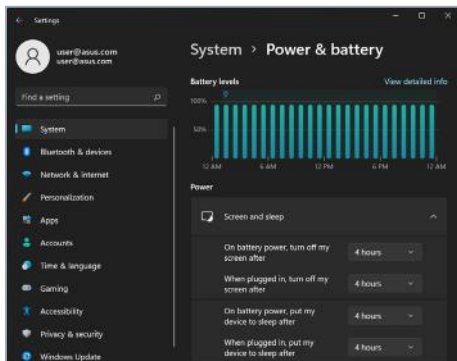 Settings
user@asus.com
user@asus.com
Find a setting
System
Bluetooth & devices
Network & internet
Personalization
Apps
Accounts
Time & language
Gaming
Accessibility
Privacy & security
Windows Update
System > Power & battery
Battery levels
View detailed info
100%
50%
12 AM
6 AM
12 PM
6 PM
12 AM
Power
Screen and sleep
On battery power, turn off my
screen after
4 hours
When plugged in, turn off my
screen after
4 hours
On battery power, put my
device to sleep after
4 hours
When plugged in, put my
device to sleep after
4 hours